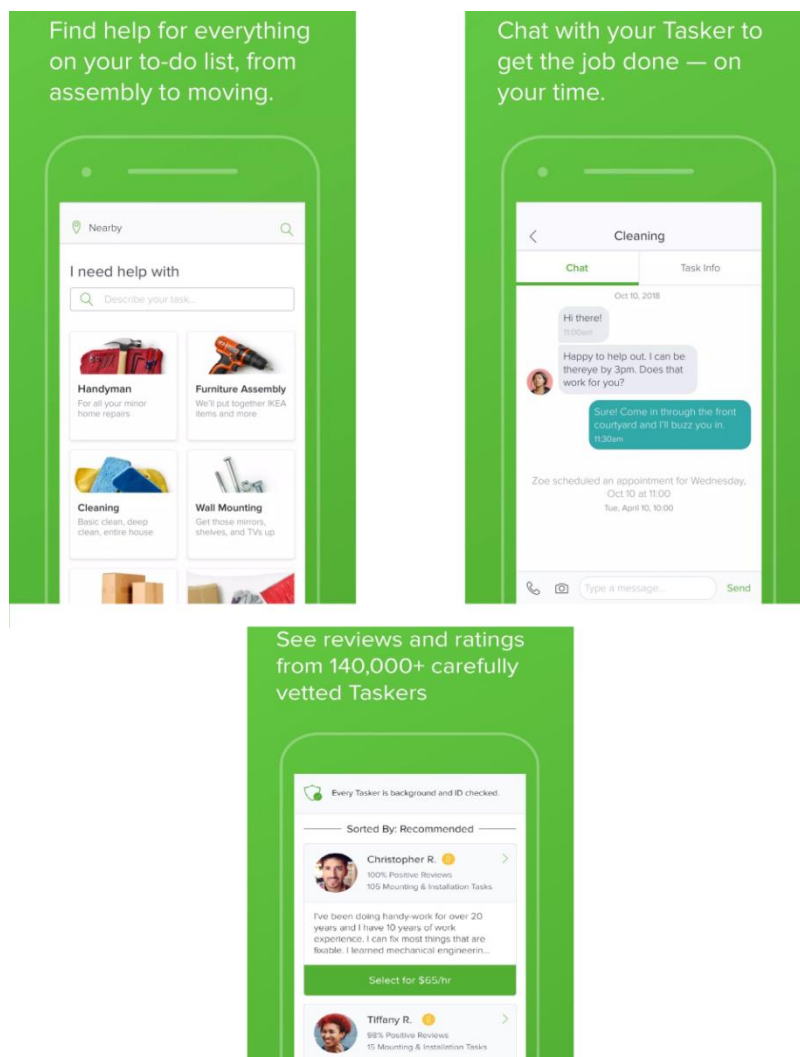 Find help for everything
on your to-do list, from
assembly to moving.
Nearby
I need help with
Describe your task...
Handyman
For all your minor
home repairs
Furniture Assembly
We'll put together IKEA
items and more
Cleaning
Basic clean, deep
clean, entire house
Wall Mounting
Get those mirrors,
shelves, and TVs up
Chat with your Tasker to
get the job done — on
your time.
Cleaning
Chat
Task Info
Oct 10, 2018
Hi there!
11:00am
Happy to help out. I can be
thereye by 3pm. Does that
work for you?
Sure! Come in through the front
courtyard and I'll buzz you in.
11:30am
Zoe scheduled an appointment for Wednesday,
Oct 10 at 11:00
Tue, April 10, 10:00
Type a message...
Send
See reviews and ratings
from 140,000+ carefully
vetted Taskers
Every Tasker is background and ID checked.
Sorted By: Recommended
Christopher R.
100% Positive Reviews
105 Mounting & Installation Tasks
I've been doing handy-work for over 20
years and I have 10 years of work
experience. I can fix most things that are
fixable. I learned mechanical engineerin...
Select for $65/hr
Tiffany R.
98% Positive Reviews
15 Mounting & Installation Tasks